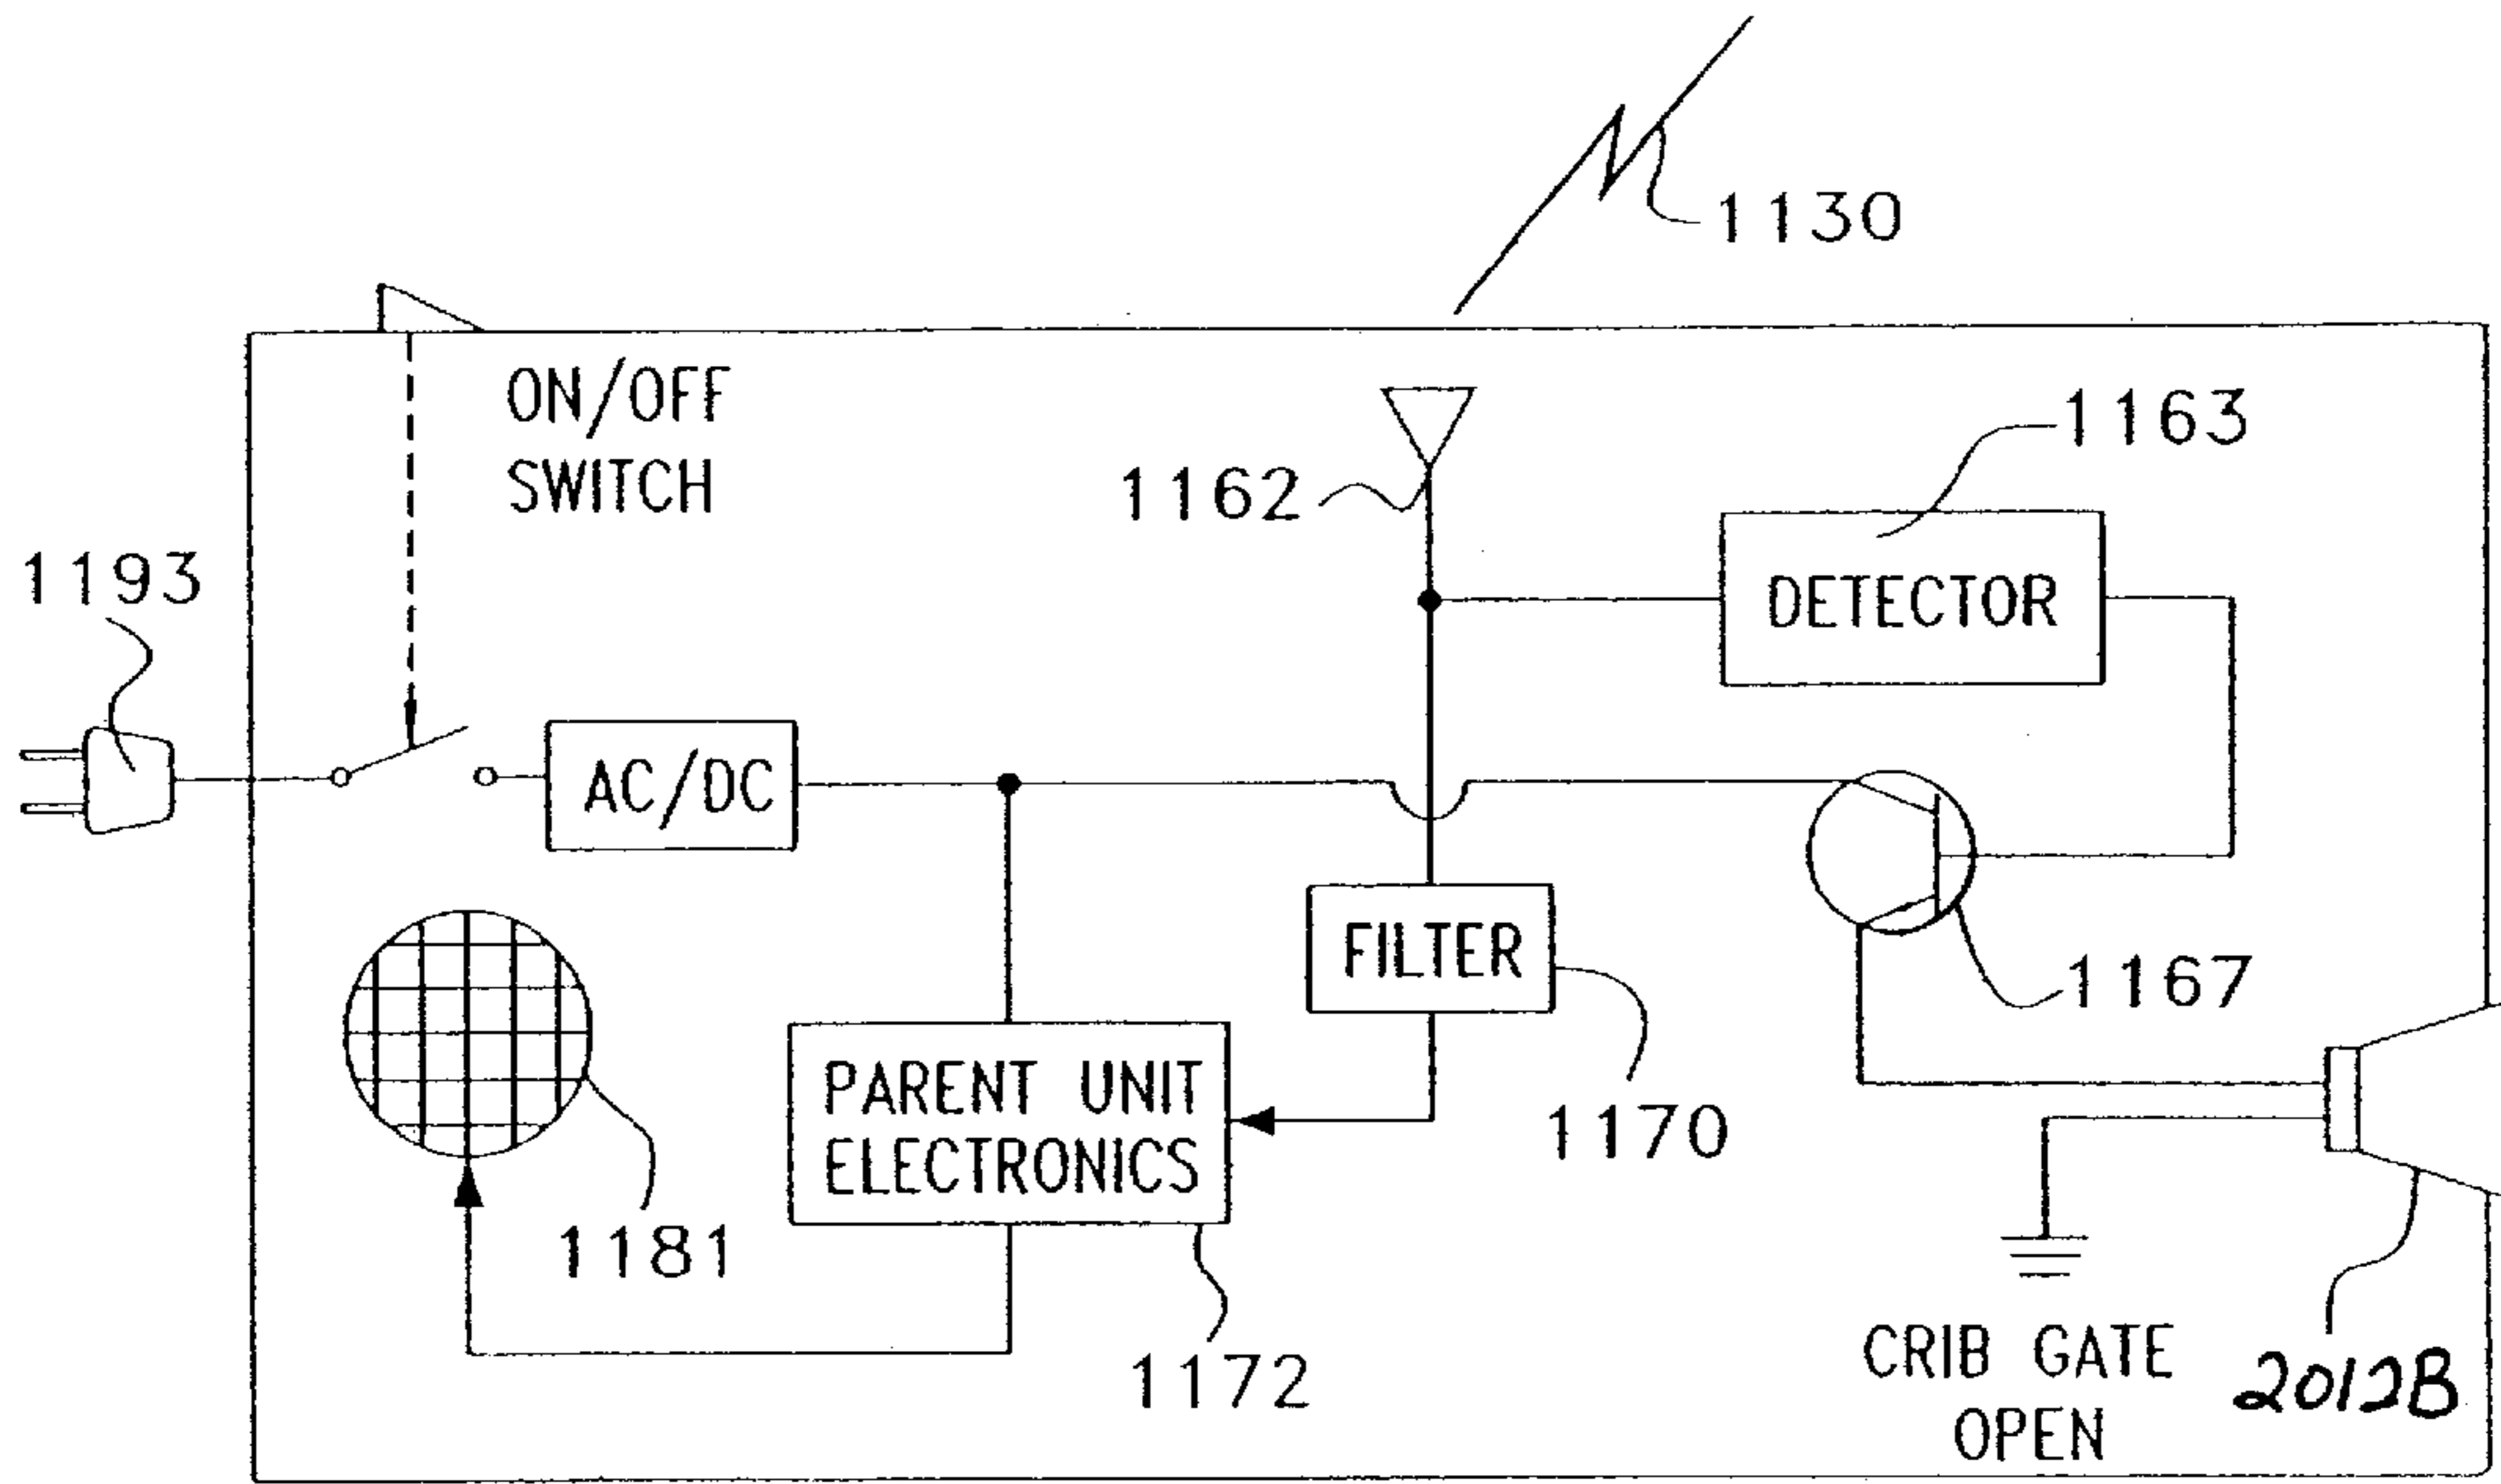 1130
ON/OFF
SWITCH
1163
1162
DETECTOR
1193
AC/DC
FILTER
1167
PARENT UNIT
ELECTRONICS
1170
1181
1172
CRIB GATE
OPEN
2012B